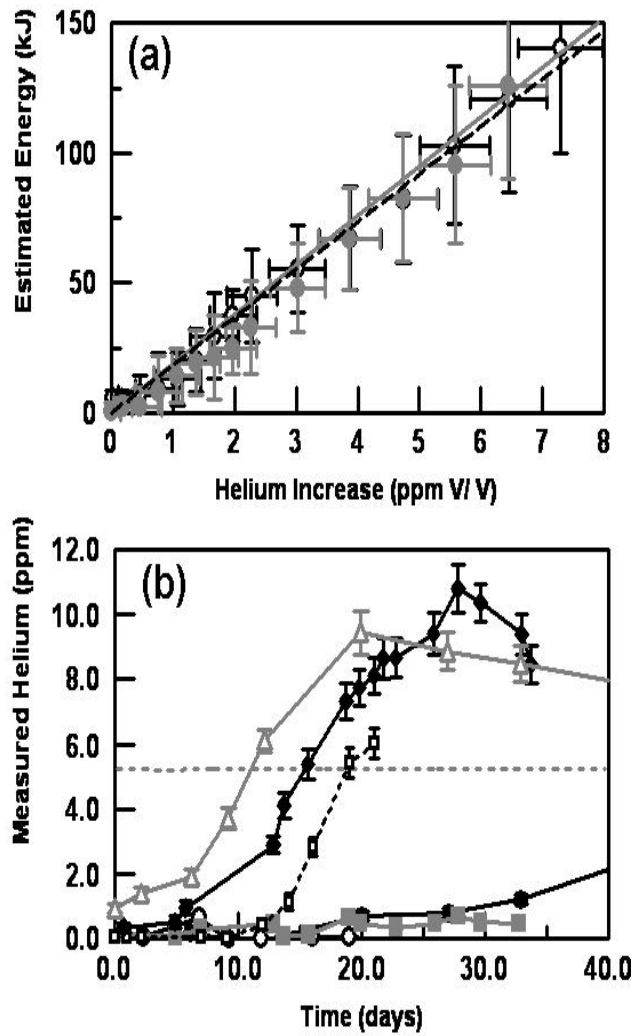 (a)
Estimated Energy (kJ)
150
100
50
0
0 1 2 3 4 5 6 7 8
Helium Increase (ppm V/ V)
(b)
Measured Helium (ppm)
12.0
10.0
8.0
6.0
4.0
2.0
0.0
0.0 10.0 20.0 30.0 40.0
Time (days)